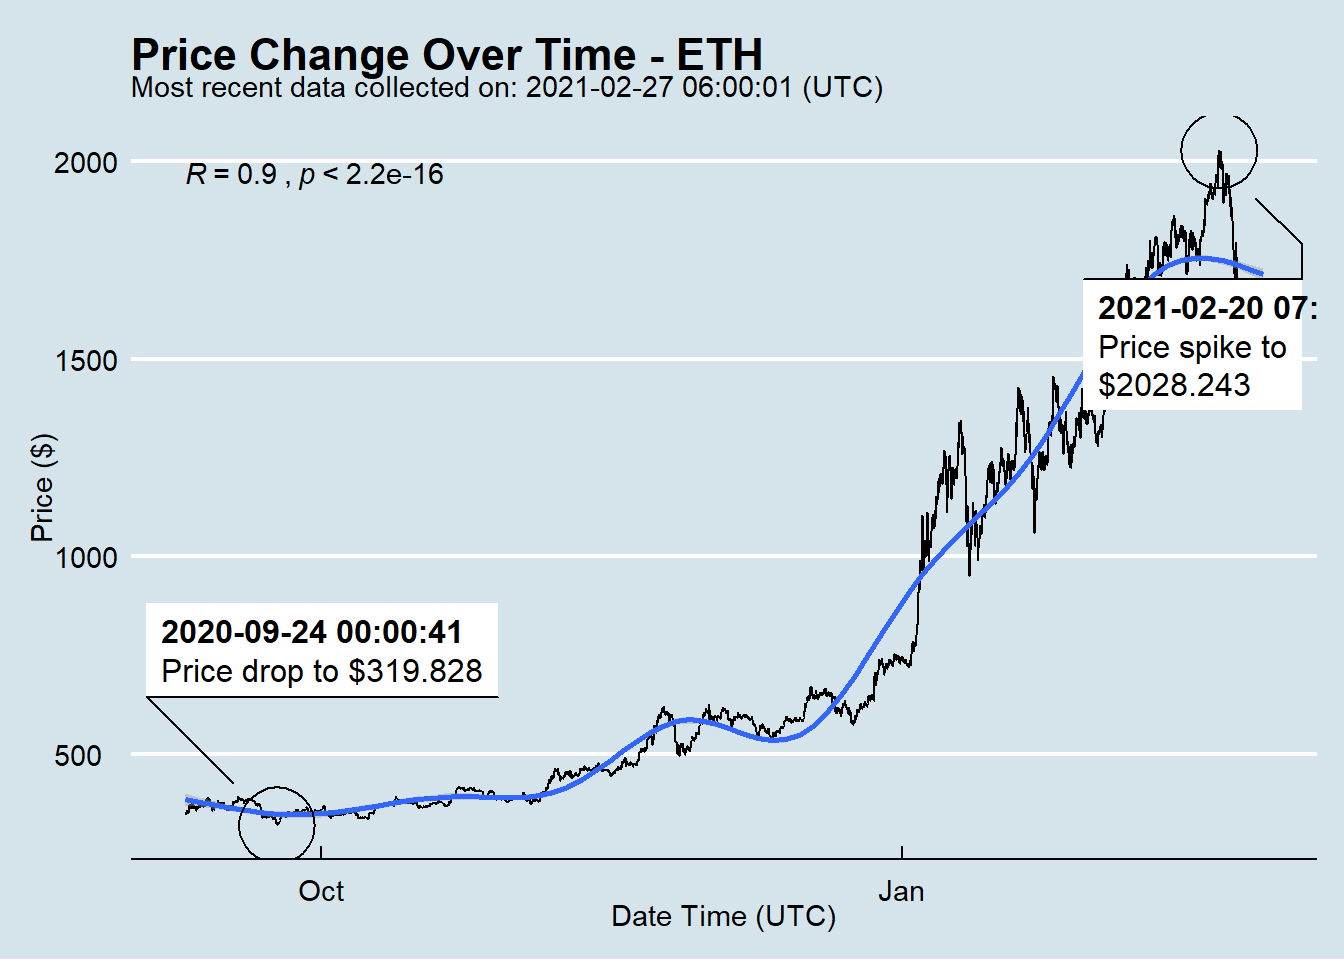 Price Change Over Time - ETH
Most recent data collected on: 2021-02-27 06:00:01 (UTC)
R = 0.9 , p < 2.2e-16
2000
1500
1000
500
Price ($)
2021-02-20 07:
Price spike to
$2028.243
2020-09-24 00:00:41
Price drop to $319.828
Oct
Jan
Date Time (UTC)